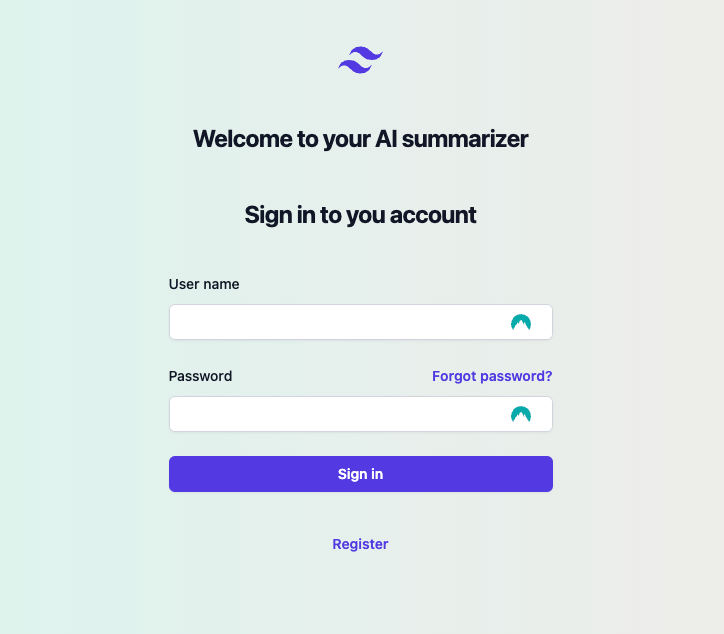 Welcome to your AI summarizer
Sign in to you account
User name
Password Forgot password?
Sign in
Register